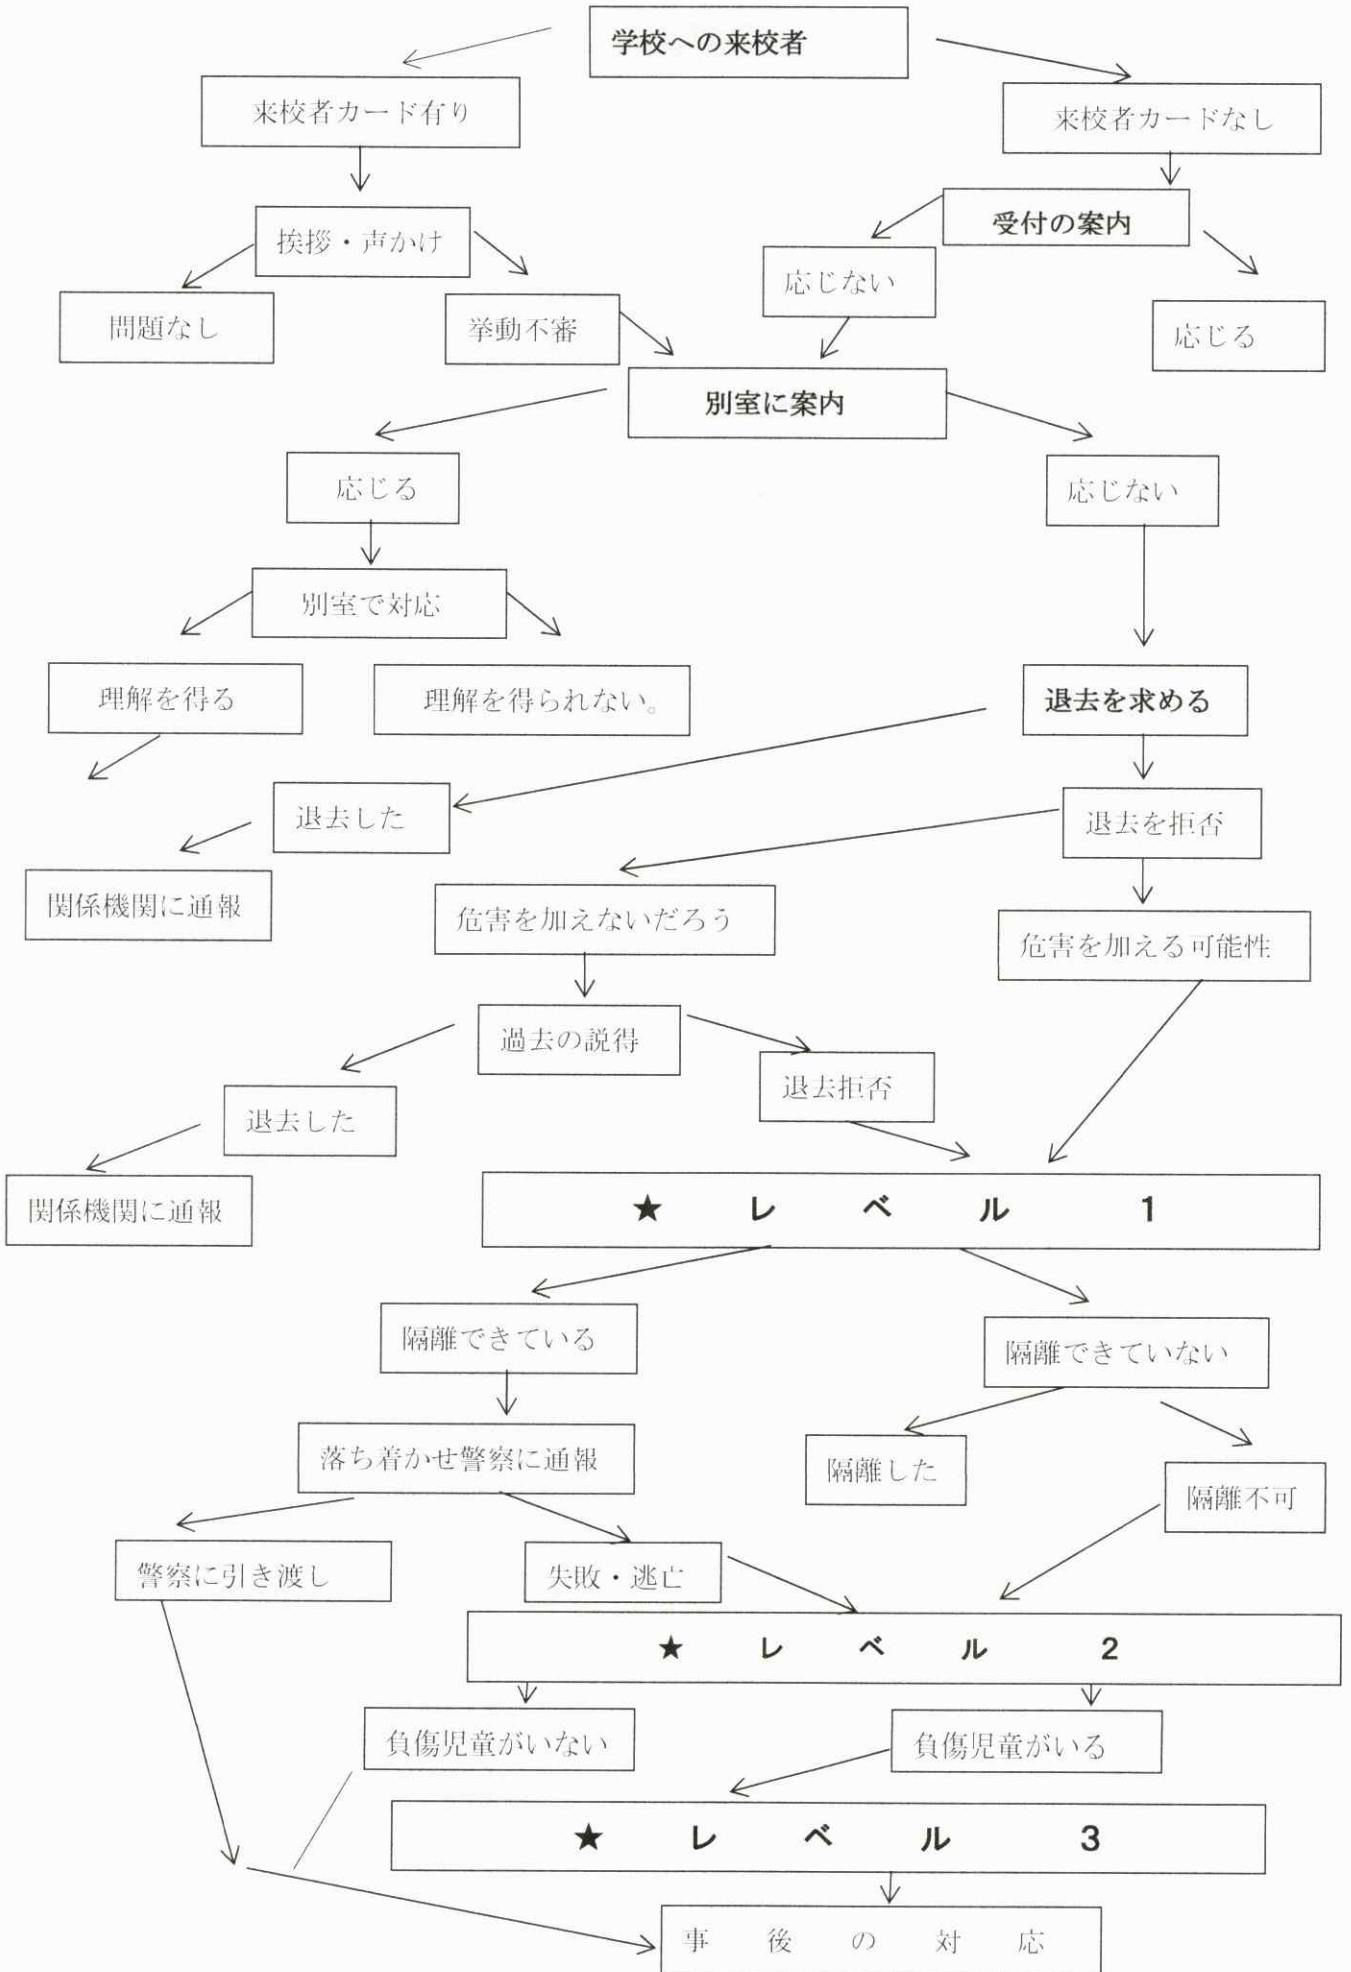 学校への来校者
来校者カード有り
来校者カードなし
挨拶・声かけ
受付の案内
問題なし
挙動不審
応じない
応じる
別室に案内
応じる
応じない
別室で対応
理解を得る
理解を得られない。
退去を求める
退去した
退去を拒否
関係機関に通報
危害を加えないだろう
危害を加える可能性
過去の説得
退去拒否
退去した
関係機関に通報
★レベル1
隔離できている
隔離できていない
落ち着かせ警察に通報
隔離した
隔離不可
警察に引き渡し
失敗・逃亡
★レベル2
負傷児童がいない
負傷児童がいる
★レベル3
事後の対応